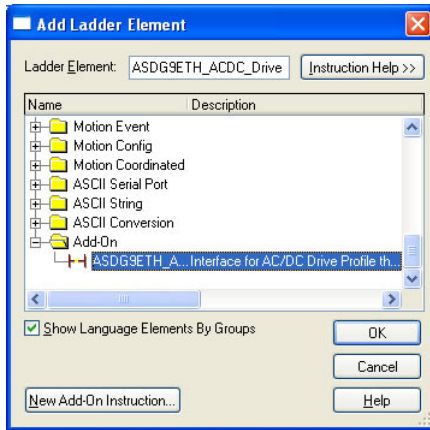 Add Ladder Element
Ladder Element: ASDG9ETH_ACDC_Drive Instruction Help >>
Name Description
Motion Event
Motion Config
Motion Coordinated
ASCII Serial Port
ASCII String
ASCII Conversion
Add-On
ASDG9ETH_A... Interface for AC/DC Drive Profile th...
Show Language Elements By Groups
OK
Cancel
New Add-On Instruction...
Help